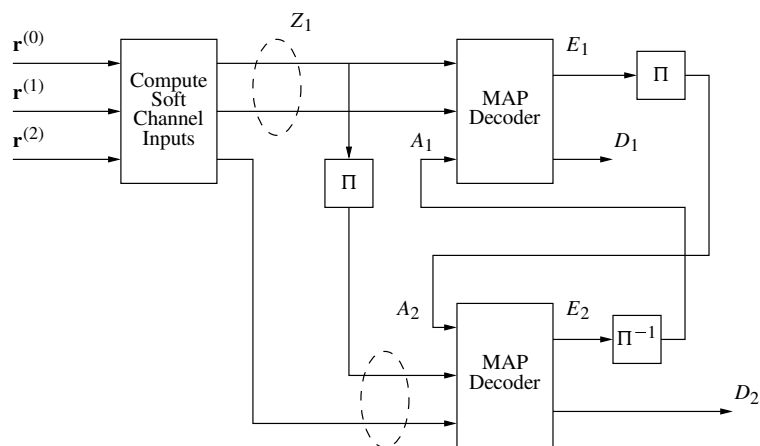 Z₁
r⁽⁰⁾
r⁽¹⁾
r⁽²⁾
Compute
Soft
Channel
Inputs
MAP
Decoder
E₁
Π
A₁
D₁
Π
A₂
MAP
Decoder
E₂
Π⁻¹
D₂